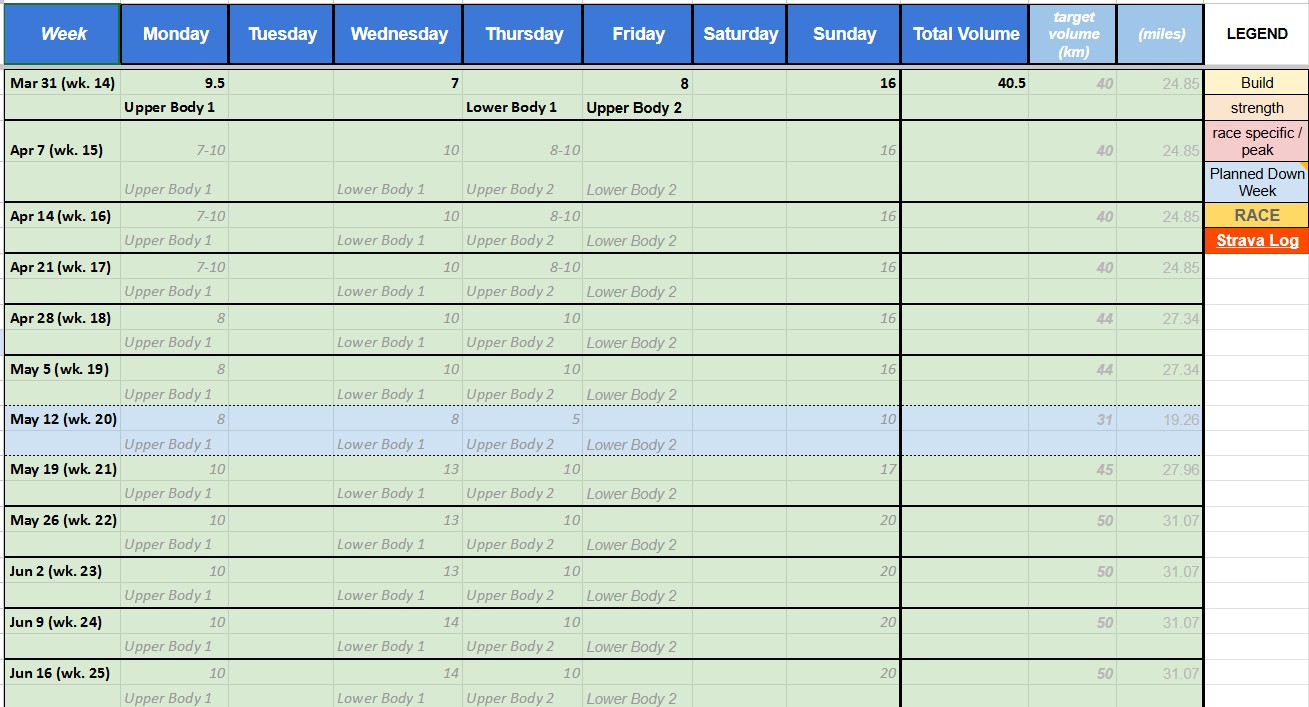 Week Monday Tuesday Wednesday Thursday Friday Saturday Sunday Total Volume target volume (km) (miles) LEGEND
Mar 31 (wk. 14) 9.5 7 8 16 40.5 40 24.85 Build
Upper Body 1 Lower Body 1 Upper Body 2 strength
Apr 7 (wk. 15) 7-10 10 8-10 16 40 24.85 race specific / peak
Upper Body 1 Lower Body 1 Upper Body 2 Lower Body 2 Planned Down Week
Apr 14 (wk. 16) 7-10 10 8-10 16 40 24.85 RACE
Upper Body 1 Lower Body 1 Upper Body 2 Lower Body 2 Strava Log
Apr 21 (wk. 17) 7-10 10 8-10 16 40 24.85
Upper Body 1 Lower Body 1 Upper Body 2 Lower Body 2
Apr 28 (wk. 18) 8 10 10 16 44 27.34
Upper Body 1 Lower Body 1 Upper Body 2 Lower Body 2
May 5 (wk. 19) 8 10 10 16 44 27.34
Upper Body 1 Lower Body 1 Upper Body 2 Lower Body 2
May 12 (wk. 20) 8 8 5 10 31 19.26
Upper Body 1 Lower Body 1 Upper Body 2 Lower Body 2
May 19 (wk. 21) 10 13 10 17 45 27.96
Upper Body 1 Lower Body 1 Upper Body 2 Lower Body 2
May 26 (wk. 22) 10 13 10 20 50 31.07
Upper Body 1 Lower Body 1 Upper Body 2 Lower Body 2
Jun 2 (wk. 23) 10 13 10 20 50 31.07
Upper Body 1 Lower Body 1 Upper Body 2 Lower Body 2
Jun 9 (wk. 24) 10 14 10 20 50 31.07
Upper Body 1 Lower Body 1 Upper Body 2 Lower Body 2
Jun 16 (wk. 25) 10 14 10 20 50 31.07
Upper Body 1 Lower Body 1 Upper Body 2 Lower Body 2